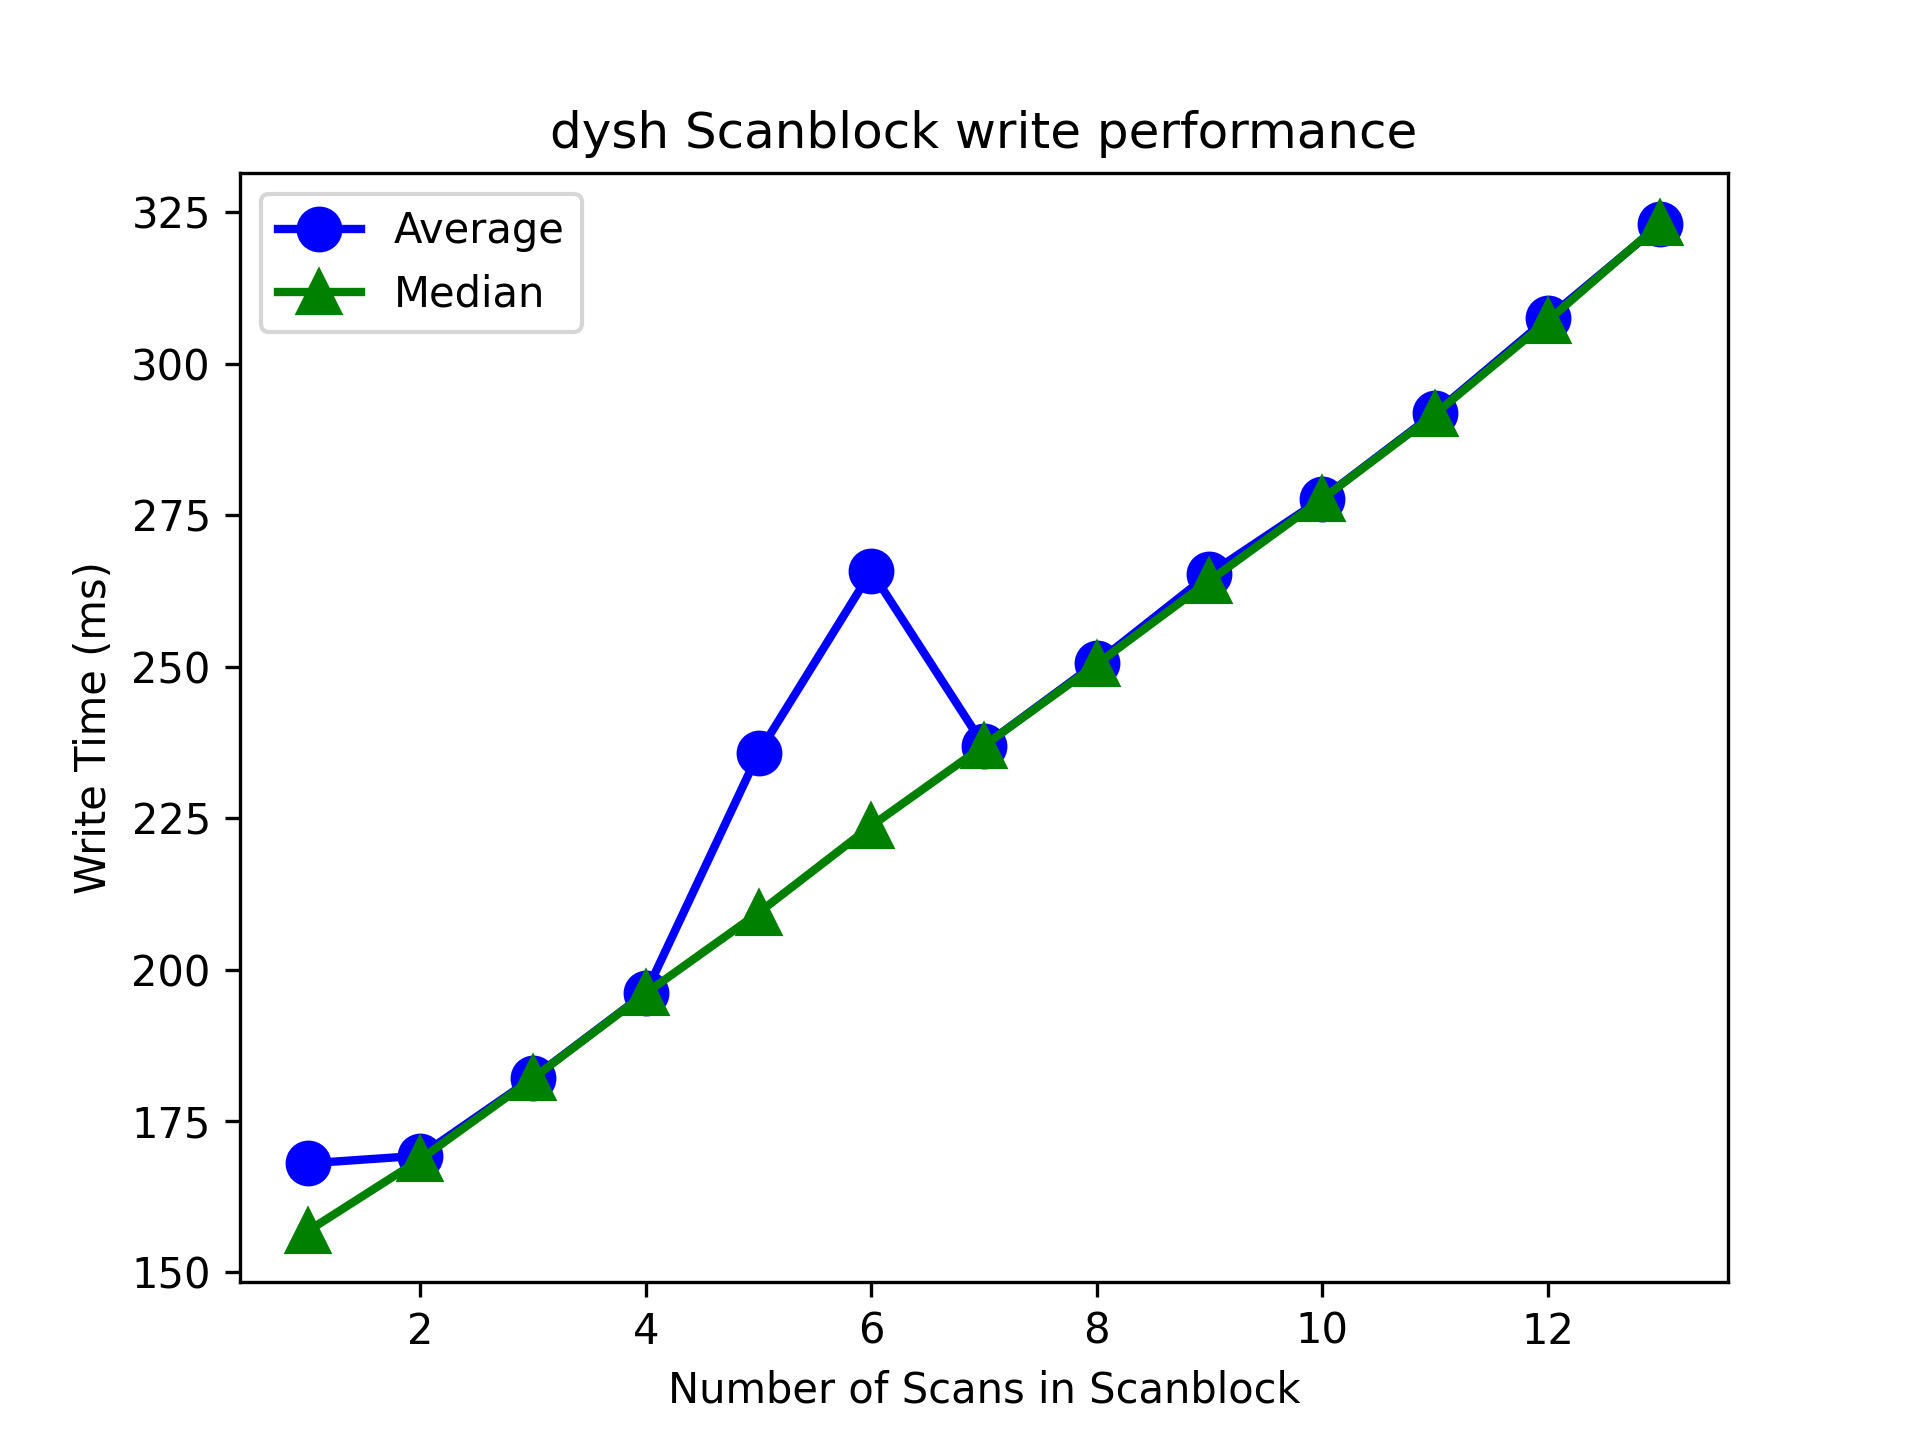 dysh Scanblock write performance
Average
Median
325
300
275
250
225
200
175
150
Write Time (ms)
2 4 6 8 10 12
Number of Scans in Scanblock